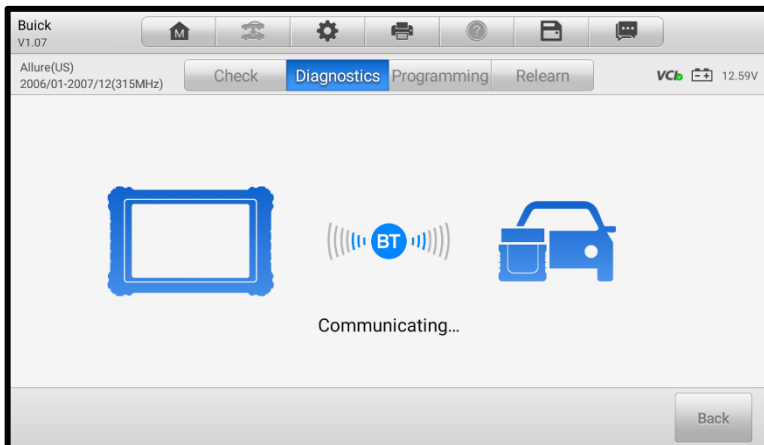 Buick
V1.07
M
Allure(US)
2006/01-2007/12(315MHz)
Check Diagnostics Programming Relearn
VCI 12.59V
BT
Communicating...
Back